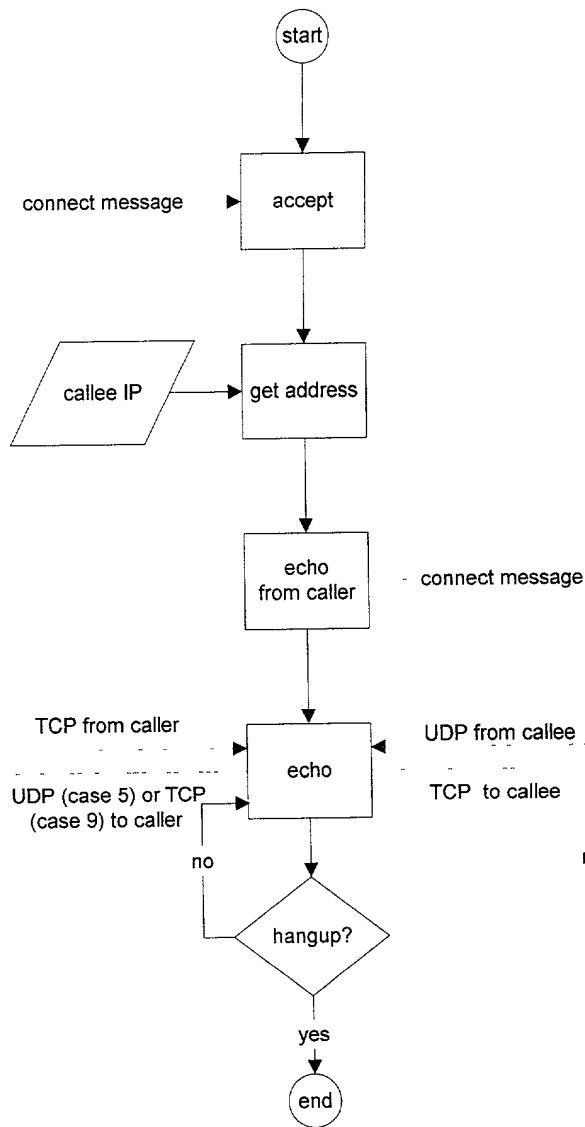 start
connect message
accept
callee IP
get address
echo
from caller
connect message
TCP from caller
UDP from callee
echo
UDP (case 5) or TCP
(case 9) to caller
TCP to callee
no
hangup?
yes
end